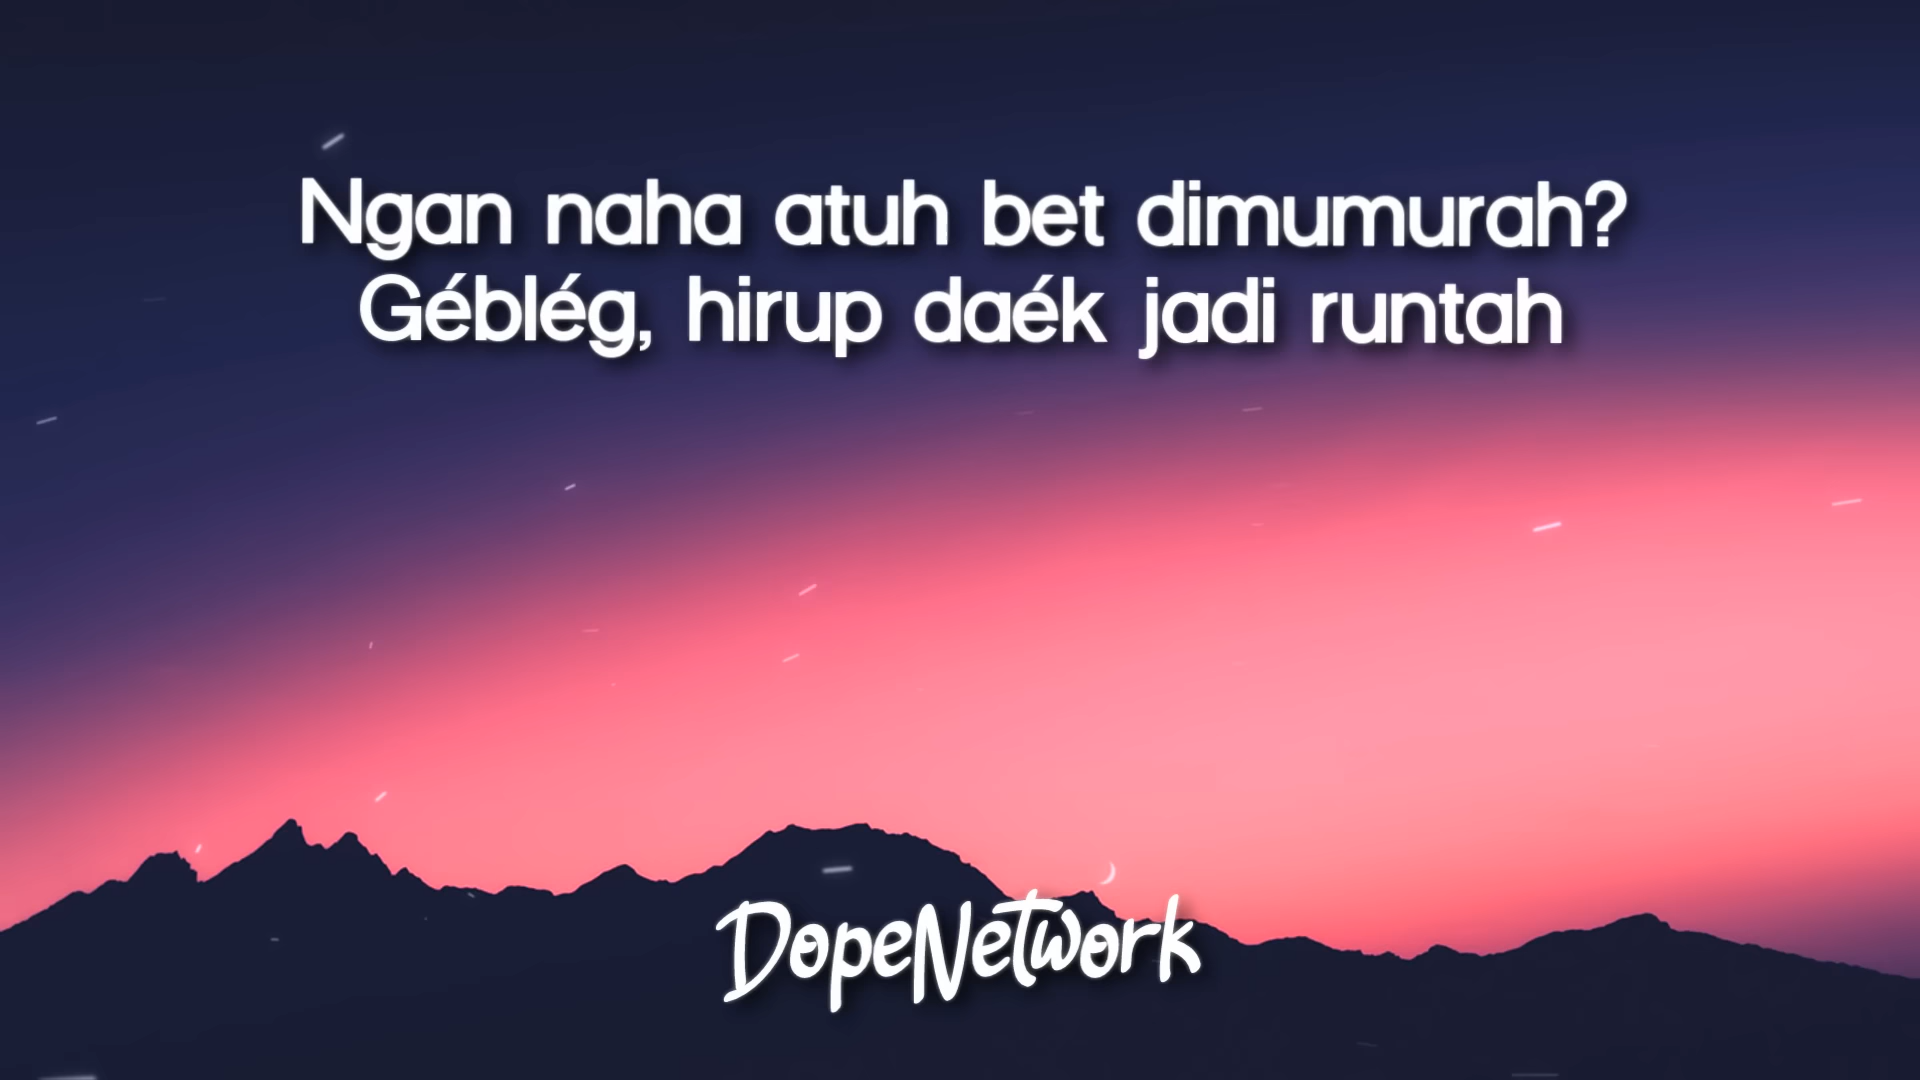 Ngan naha atuh bet dimumurah?
Géblég, hirup daék jadi runtah
DopeNetwork